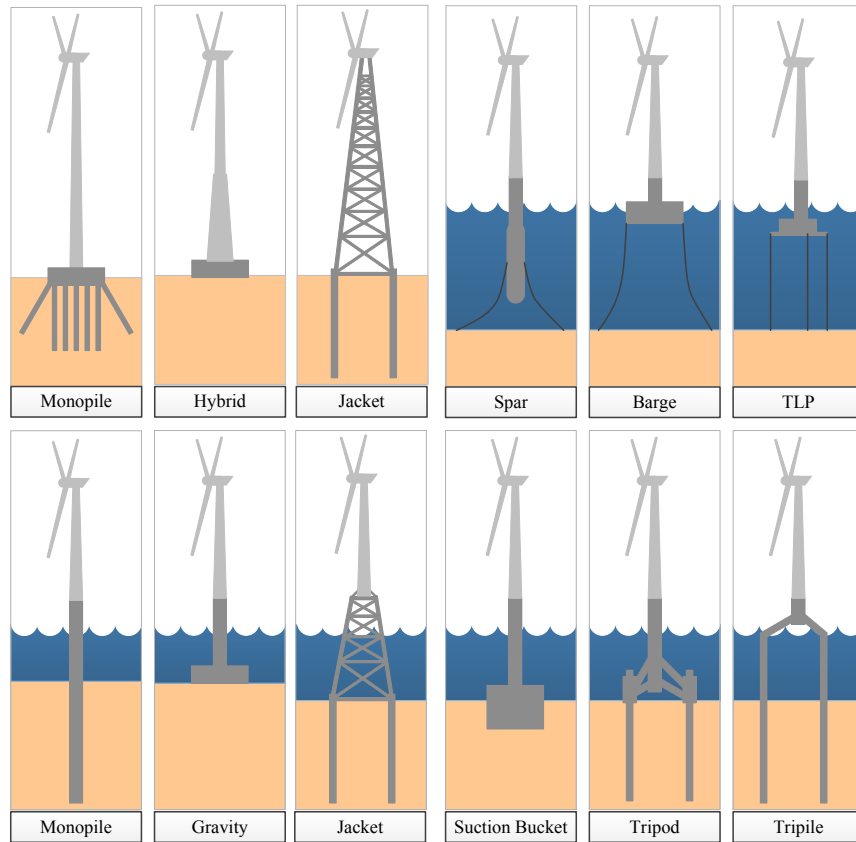 Monopile
Hybrid
Jacket
Spar
Barge
TLP
Monopile
Gravity
Jacket
Suction Bucket
Tripod
Tripile